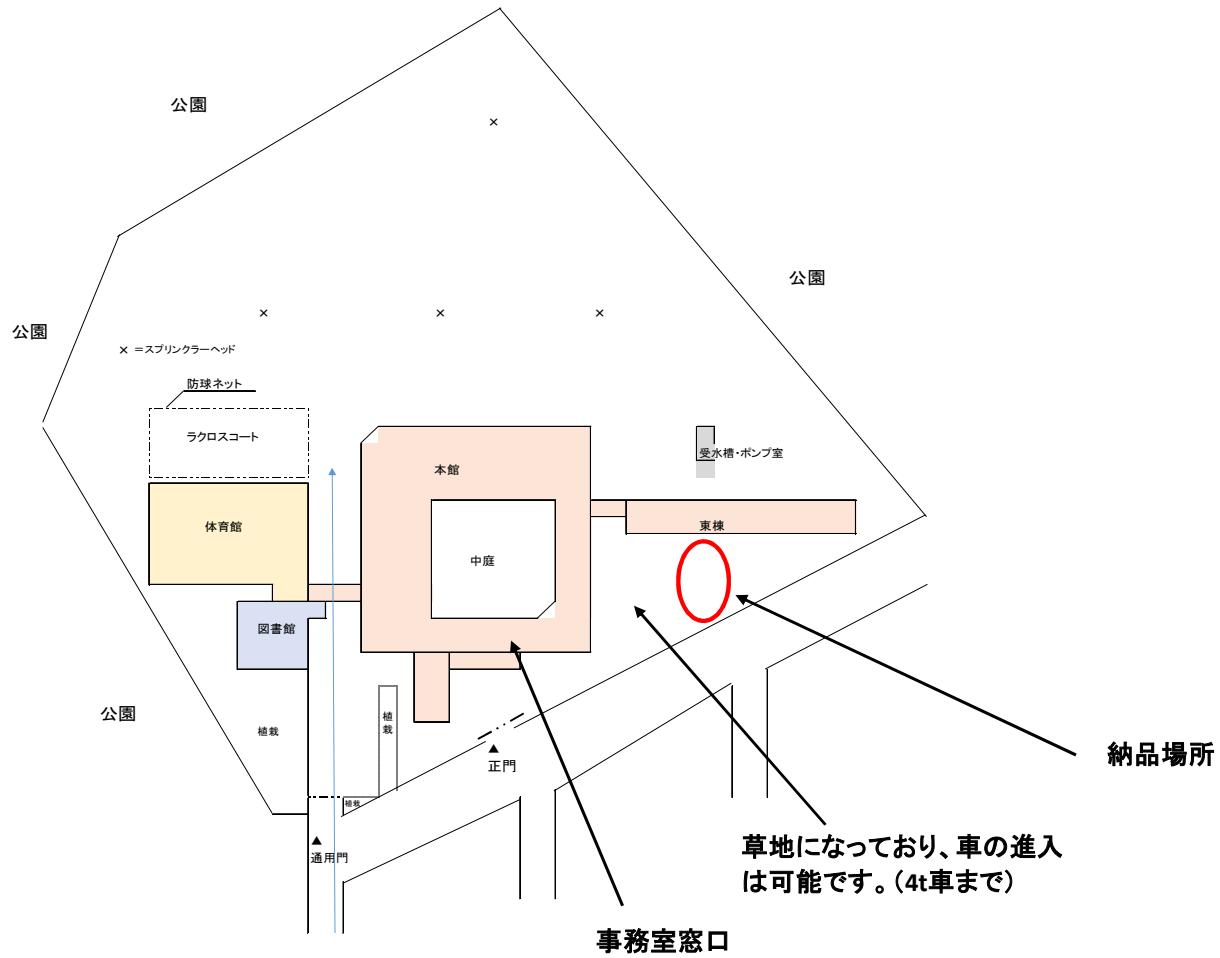 公園
×
公園
×
×
×
公園
× ＝スプリンクラーヘッド
防球ネット
ラクロスコート
本館
受水槽・ポンプ室
体育館
東棟
中庭
図書館
公園
植栽
植
栽
正門
納品場所
植栽
通用門
草地になっており、車の進入
は可能です。（4t車まで）
事務室窓口